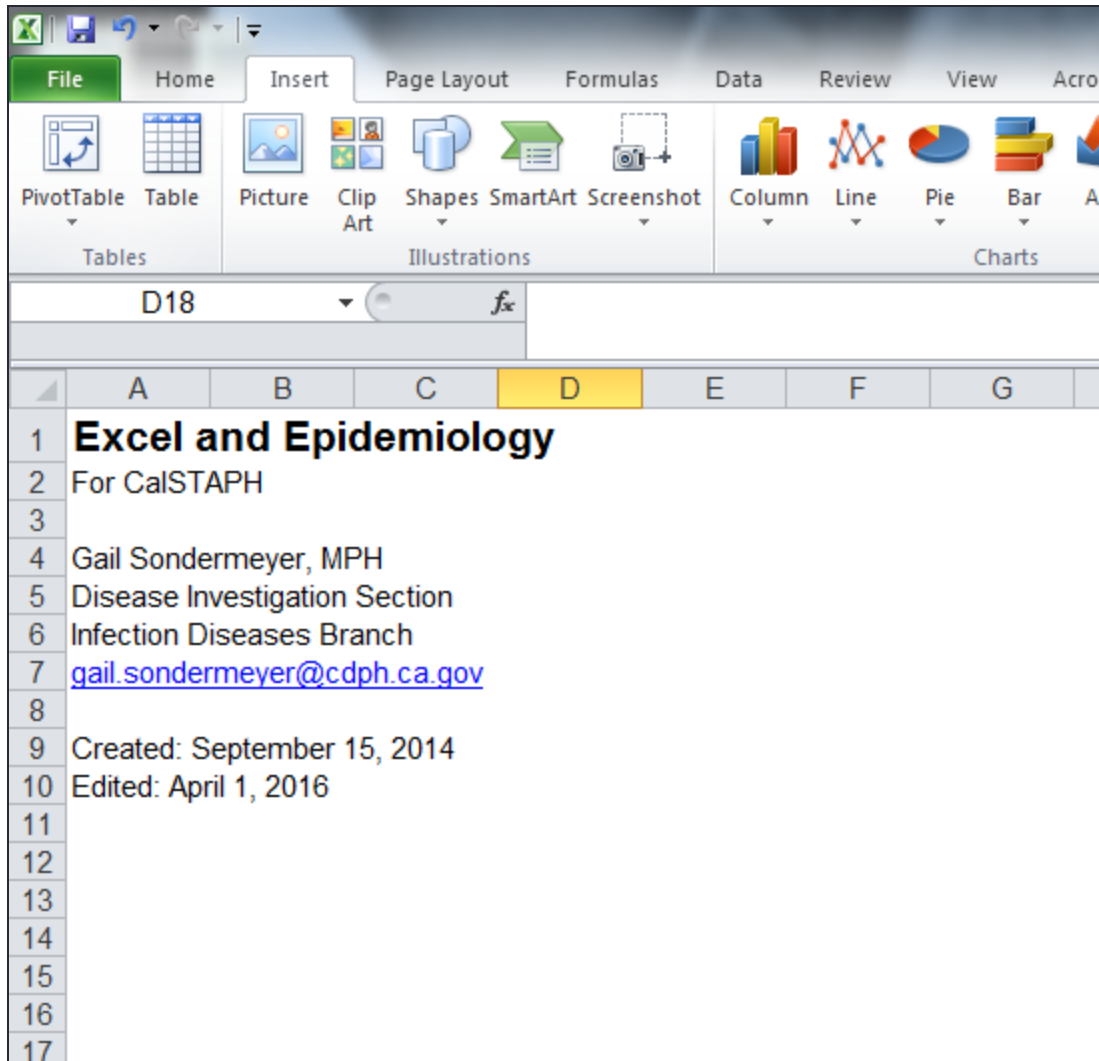 File Home Insert Page Layout Formulas Data Review View Acro
PivotTable Table Picture Clip Art Shapes SmartArt Screenshot Column Line Pie Bar A
Tables Illustrations Charts
D18 fx
A B C D E F G
1 Excel and Epidemiology
2 For CalSTAPH
3
4 Gail Sondermeyer, MPH
5 Disease Investigation Section
6 Infection Diseases Branch
7 gail.sondermeyer@cdph.ca.gov
8
9 Created: September 15, 2014
10 Edited: April 1, 2016
11
12
13
14
15
16
17